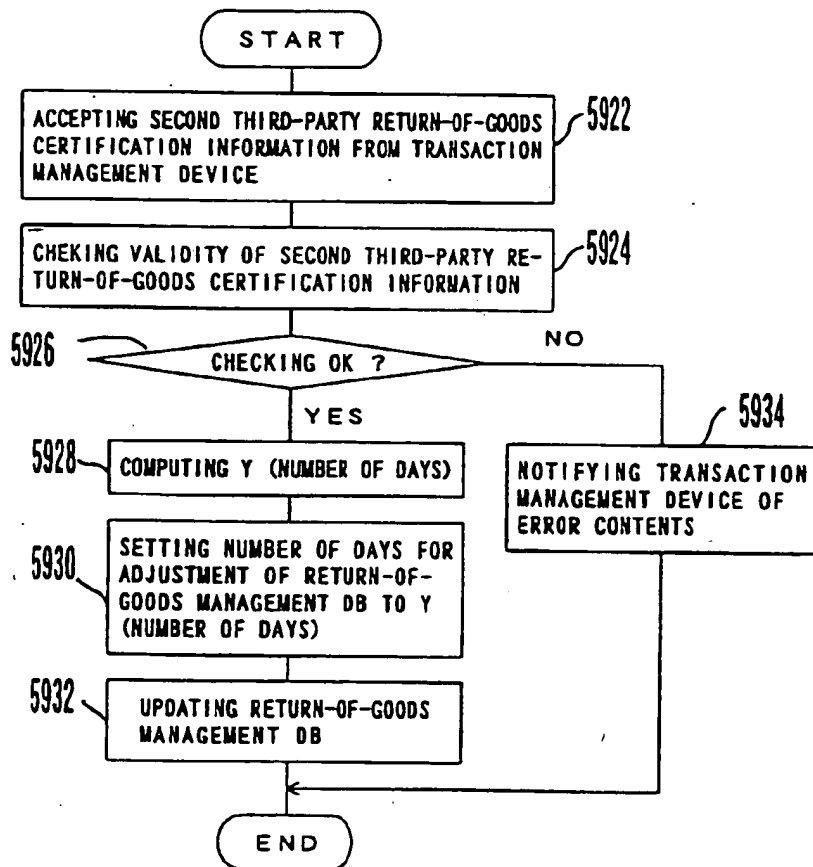 START
ACCEPTING SECOND THIRD-PARTY RETURN-OF-GOODS
CERTIFICATION INFORMATION FROM TRANSACTION
MANAGEMENT DEVICE
5922
CHEKING VALIDITY OF SECOND THIRD-PARTY RE-
TURN-OF-GOODS CERTIFICATION INFORMATION
5924
5926
CHECKING OK ?
NO
YES
5928
COMPUTING Y (NUMBER OF DAYS)
5934
NOTIFYING TRANSACTION
MANAGEMENT DEVICE OF
ERROR CONTENTS
5930
SETTING NUMBER OF DAYS FOR
ADJUSTMENT OF RETURN-OF-
GOODS MANAGEMENT DB TO Y
(NUMBER OF DAYS)
5932
UPDATING RETURN-OF-GOODS
MANAGEMENT DB
END